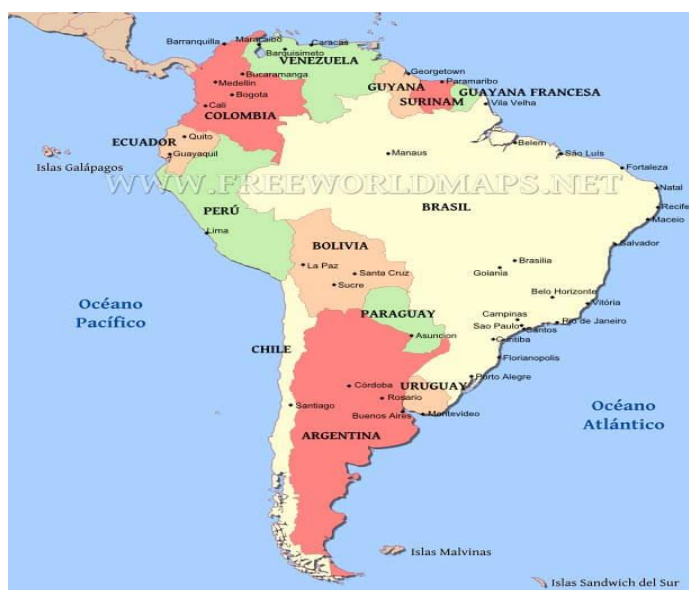 Barranquilla
Maracaibo
Caracas
Barquisimeto
VENEZUELA
Bucaramanga
Georgetown
Medellin
Paramaribo
GUYANA
GUAYANA FRANCESA
Bogota
SURINAM
Cali
Vila Velha
COLOMBIA
ECUADOR
Quito
Belem
Islas Galápagos
Guayaquil
Manaus
São Luís
Fortaleza
WWW.FREEWORLDMAPS.NET
Natal
PERÚ
BRASIL
Recife
Maceio
Lima
BOLIVIA
Salvador
La Paz
Santa Cruz
Brasilia
Goiania
Sucre
Océano
Pacífico
Belo Horizonte
Vitória
PARAGUAY
Campinas
Rio de Janeiro
Sao Paulo
Santos
Asuncion
Curitiba
CHILE
Florianopolis
Porto Alegre
Córdoba
URUGUAY
Rosario
Santiago
Buenos Aires
Montevideo
Océano
Atlántico
ARGENTINA
Islas Malvinas
Islas Sandwich del Sur